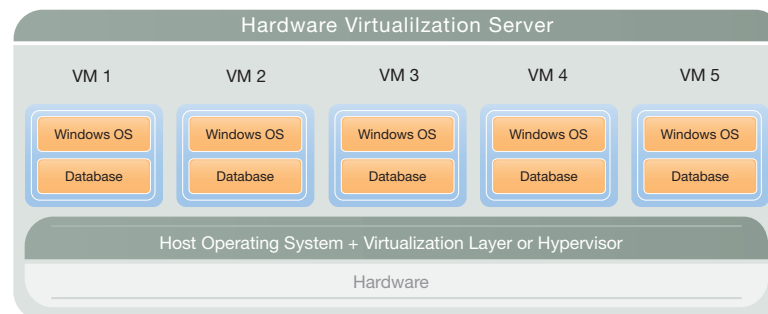 Hardware Virtualilzation Server
VM 1 VM 2 VM 3 VM 4 VM 5
Windows OS Windows OS Windows OS Windows OS Windows OS
Database Database Database Database Database
Host Operating System + Virtualization Layer or Hypervisor
Hardware